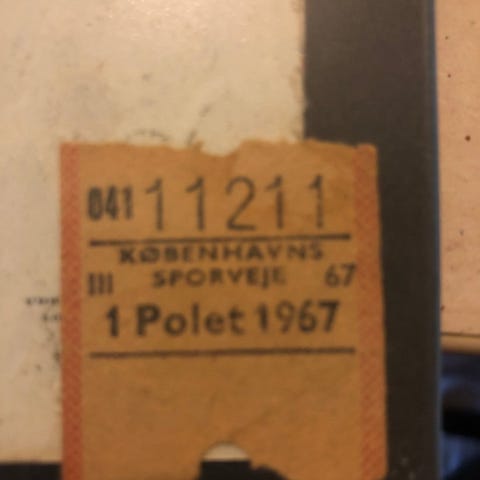 041 11211
KØBENHAVNS
III SPORVEJE 67
1 Polet 1967